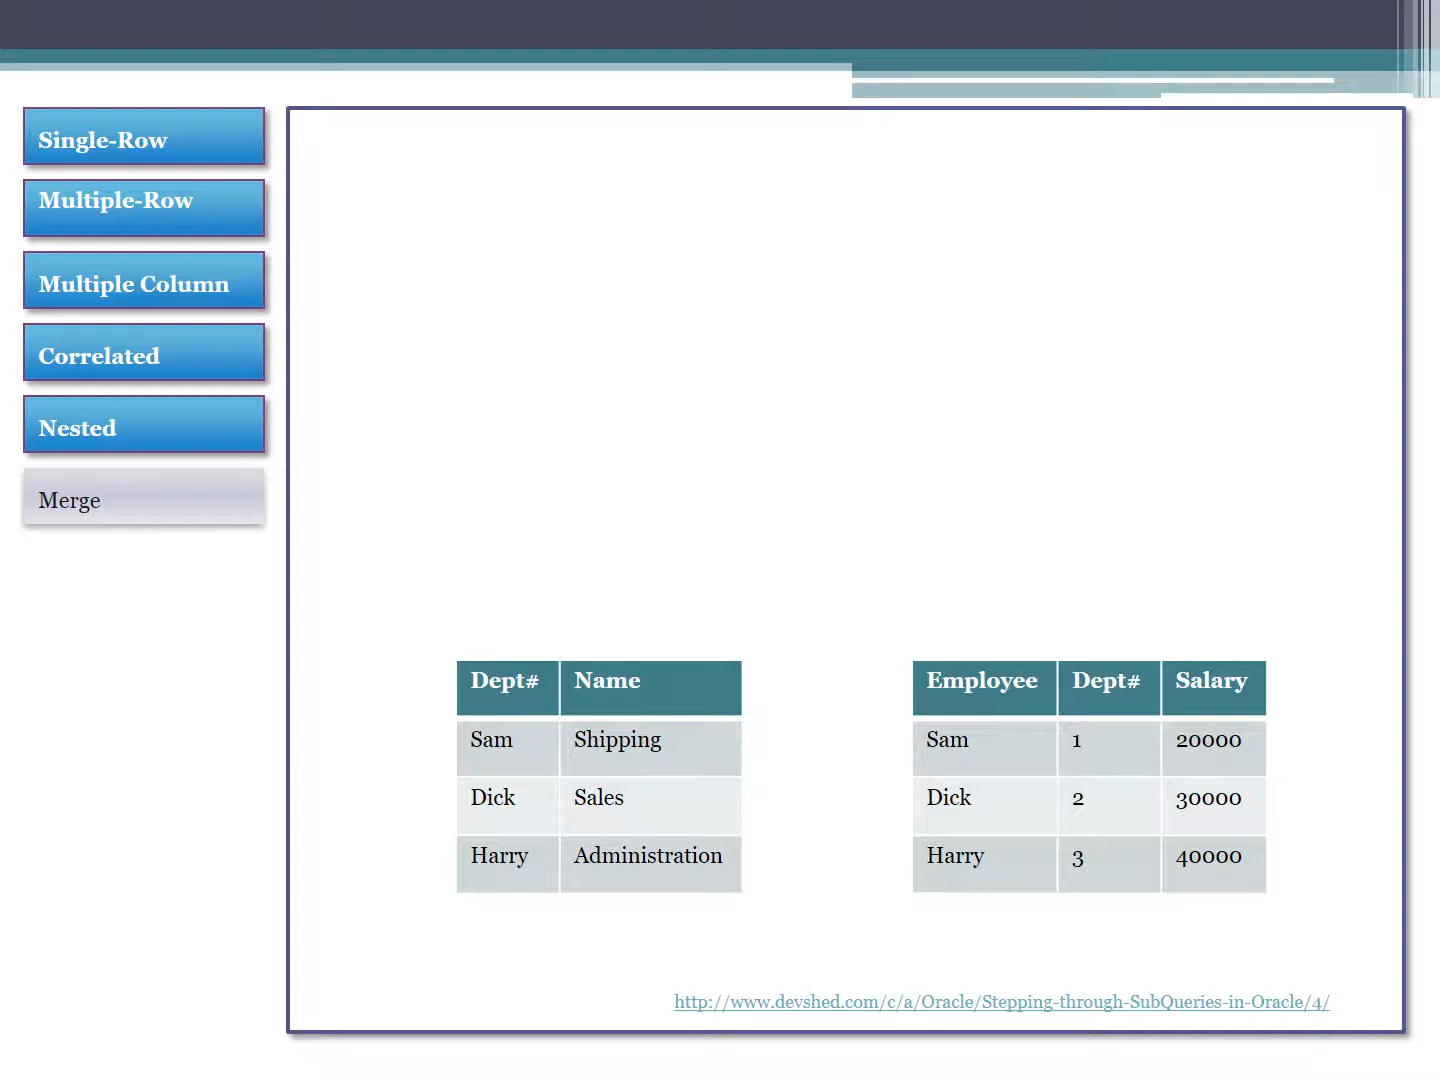 Single-Row
Multiple-Row
Multiple Column
Correlated
Nested
Merge
Dept# Name
Sam Shipping
Dick Sales
Harry Administration
Employee Dept# Salary
Sam 1 20000
Dick 2 30000
Harry 3 40000
http://www.devshed.com/c/a/Oracle/Stepping-through-SubQueries-in-Oracle/4/